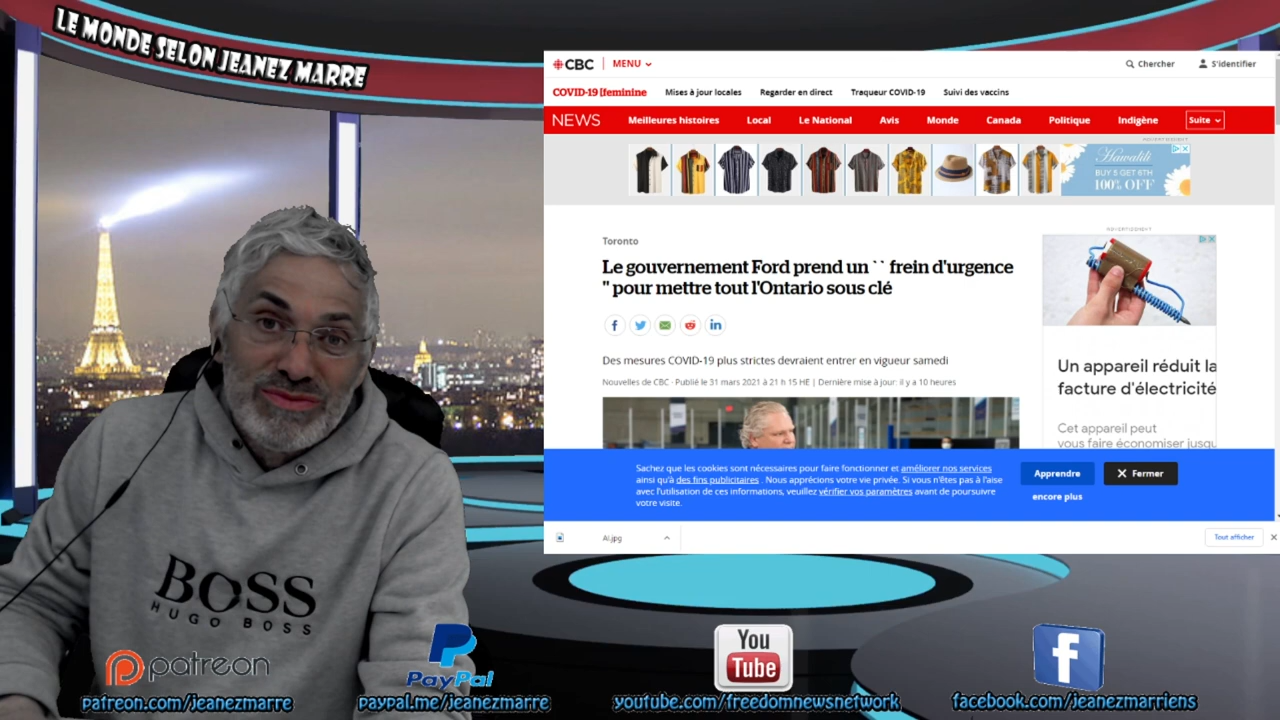 LE MONDE SELON JEANEZ MARRE
CBC
MENU
Chercher
S'identifier
COVID-19 [feminine
Mises à jour locales
Regarder en direct
Traqueur COVID-19
Suivi des vaccins
NEWS
Meilleures histoires
Local
Le National
Avis
Monde
Canada
Politique
Indigène
Suite
ADVERTISEMENT
Hawalili
BUY 5 GET 6TH
100% OFF
Toronto
ADVERTISEMENT
Le gouvernement Ford prend un `` frein d'urgence
" pour mettre tout l'Ontario sous clé
Des mesures COVID-19 plus strictes devraient entrer en vigueur samedi
Nouvelles de CBC · Publié le 31 mars 2021 à 21 h 15 HE | Dernière mise à jour: il y a 10 heures
Un appareil réduit la
facture d'électricité
Cet appareil peut
vous faire économiser jusqu
Sachez que les cookies sont nécessaires pour faire fonctionner et améliorer nos services
ainsi qu'à des fins publicitaires . Nous apprécions votre vie privée. Si vous n'êtes pas à l'aise
avec l'utilisation de ces informations, veuillez vérifier vos paramètres avant de poursuivre
votre visite.
Apprendre
encore plus
Fermer
Al.jpg
Tout afficher
BOSS
HUGO BOSS
patreon
PayPal
You
Tube
f
patreon.com/jeanezmarre
paypal.me/jeanezmarre
youtube.com/freedomnewsnetwork
facebook.com/jeanezmarriens